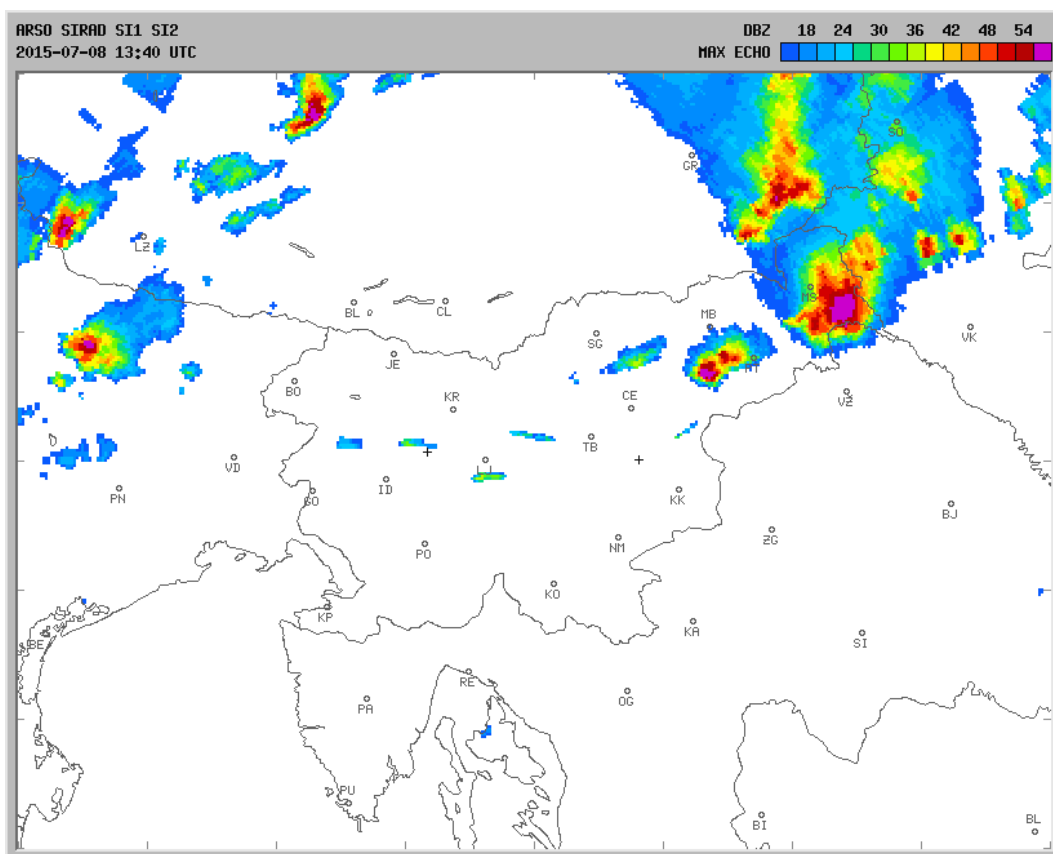 ARSO SIRAD SI1 SI2
2015-07-08 13:40 UTC
DBZ 18 24 30 36 42 48 54
MAX ECHO
SO
GR
LZ
MS
BL
CL
MB
SG
VK
JE
BO
KR
CE
VZ
TB
VD
LJ
ID
PN
GO
KK
BJ
PO
NM
ZG
KO
KP
KA
BE
SI
RE
PA
OG
PU
BI
BL